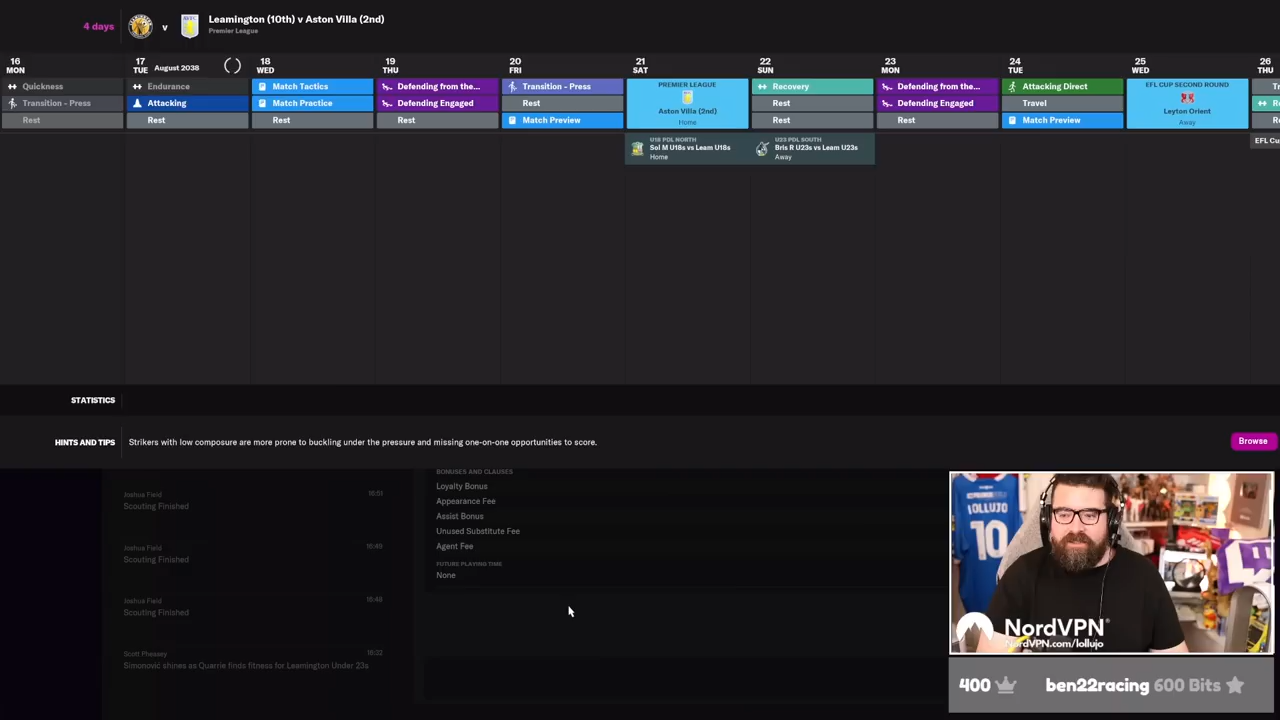 4 days
v
Leamington (10th) v Aston Villa (2nd)
Premier League
16
MON
17
TUE
August 2038
18
WED
19
THU
20
FRI
21
SAT
22
SUN
23
MON
24
TUE
25
WED
26
THU
Quickness
Endurance
Match Tactics
Defending from the...
Transition - Press
PREMIER LEAGUE
Recovery
Defending from the...
Attacking Direct
EFL CUP SECOND ROUND
Transition - Press
Attacking
Match Practice
Defending Engaged
Rest
Aston Villa (2nd)
Rest
Defending Engaged
Travel
Leyton Orient
Rest
Rest
Rest
Rest
Match Preview
Home
Rest
Rest
Match Preview
Away
U18 PDL NORTH
Sol M U18s vs Leam U18s
Home
U23 PDL SOUTH
Bris R U23s vs Leam U23s
Away
EFL Cu
STATISTICS
HINTS AND TIPS
Strikers with low composure are more prone to buckling under the pressure and missing one-on-one opportunities to score.
Browse
BONUSES AND CLAUSES
Loyalty Bonus
Appearance Fee
Assist Bonus
Unused Substitute Fee
Agent Fee
FUTURE PLAYING TIME
None
Joshua Field
16:51
Scouting Finished
Joshua Field
16:49
Scouting Finished
Joshua Field
16:48
Scouting Finished
Scott Pheasey
16:32
Simonović shines as Quarrie finds fitness for Leamington Under 23s
LOLLUJO
10
NordVPN
NordVPN.com/lollujo
400
ben22racing 600 Bits